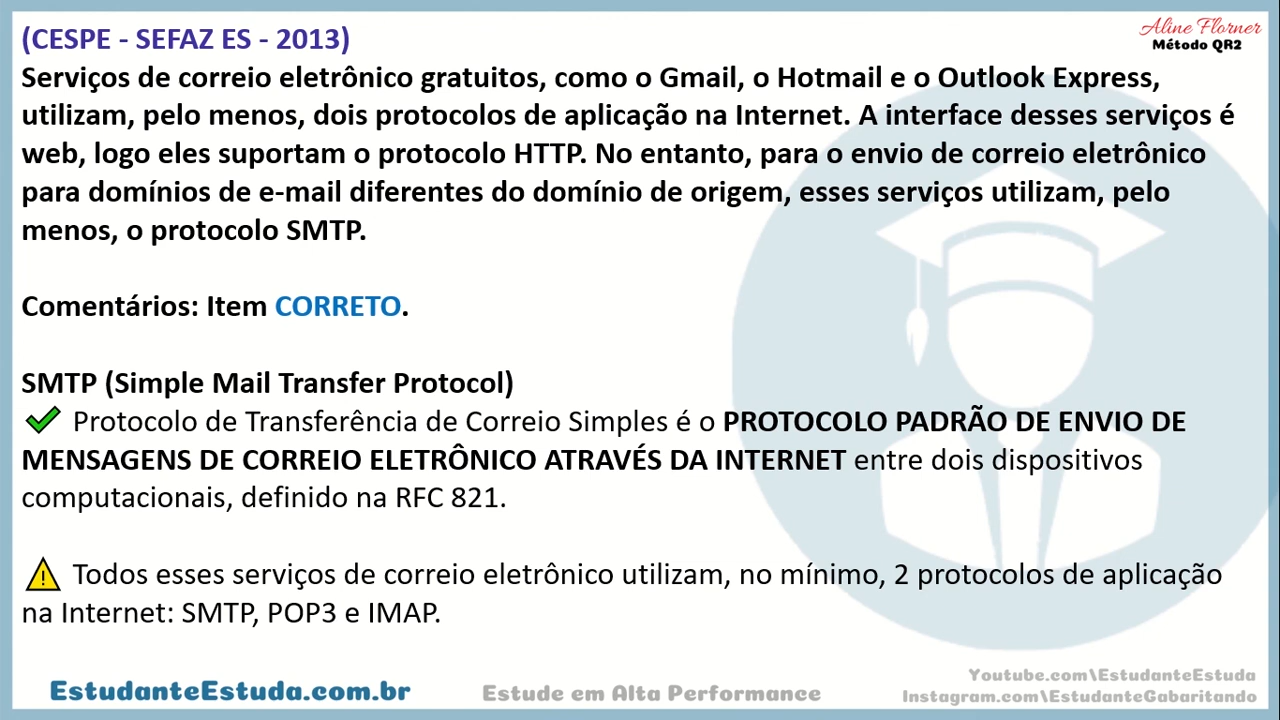 (CESPE - SEFAZ ES - 2013)
Aline Florner
Método QR2
Serviços de correio eletrônico gratuitos, como o Gmail, o Hotmail e o Outlook Express,
utilizam, pelo menos, dois protocolos de aplicação na Internet. A interface desses serviços é
web, logo eles suportam o protocolo HTTP. No entanto, para o envio de correio eletrônico
para domínios de e-mail diferentes do domínio de origem, esses serviços utilizam, pelo
menos, o protocolo SMTP.
Comentários: Item CORRETO.
SMTP (Simple Mail Transfer Protocol)
Protocolo de Transferência de Correio Simples é o PROTOCOLO PADRÃO DE ENVIO DE
MENSAGENS DE CORREIO ELETRÔNICO ATRAVÉS DA INTERNET entre dois dispositivos
computacionais, definido na RFC 821.
Todos esses serviços de correio eletrônico utilizam, no mínimo, 2 protocolos de aplicação
na Internet: SMTP, POP3 e IMAP.
EstudanteEstuda.com.br
Estude em Alta Performance
Youtube.com\EstudanteEstuda
Instagram.com\EstudanteGabaritando